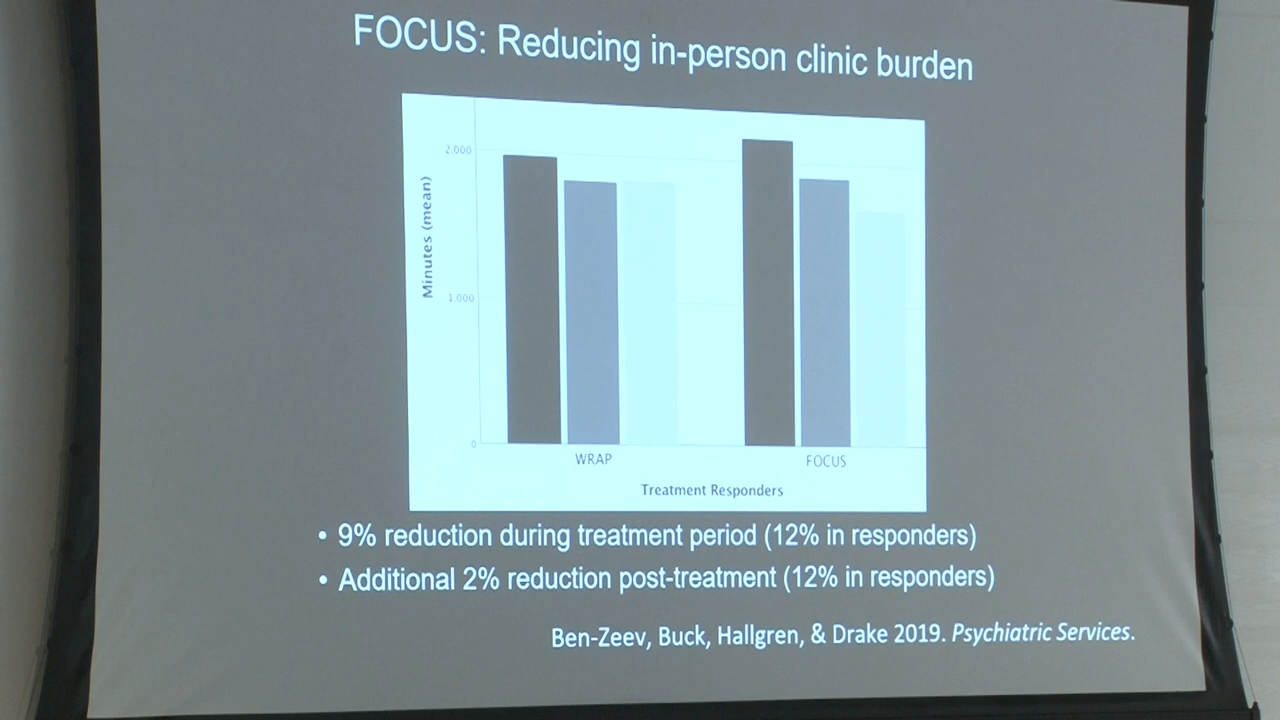 FOCUS: Reducing in-person clinic burden
2,000
1,000
0
Minutes (mean)
WRAP
FOCUS
Treatment Responders
• 9% reduction during treatment period (12% in responders)
• Additional 2% reduction post-treatment (12% in responders)
Ben-Zeev, Buck, Hallgren, & Drake 2019. Psychiatric Services.